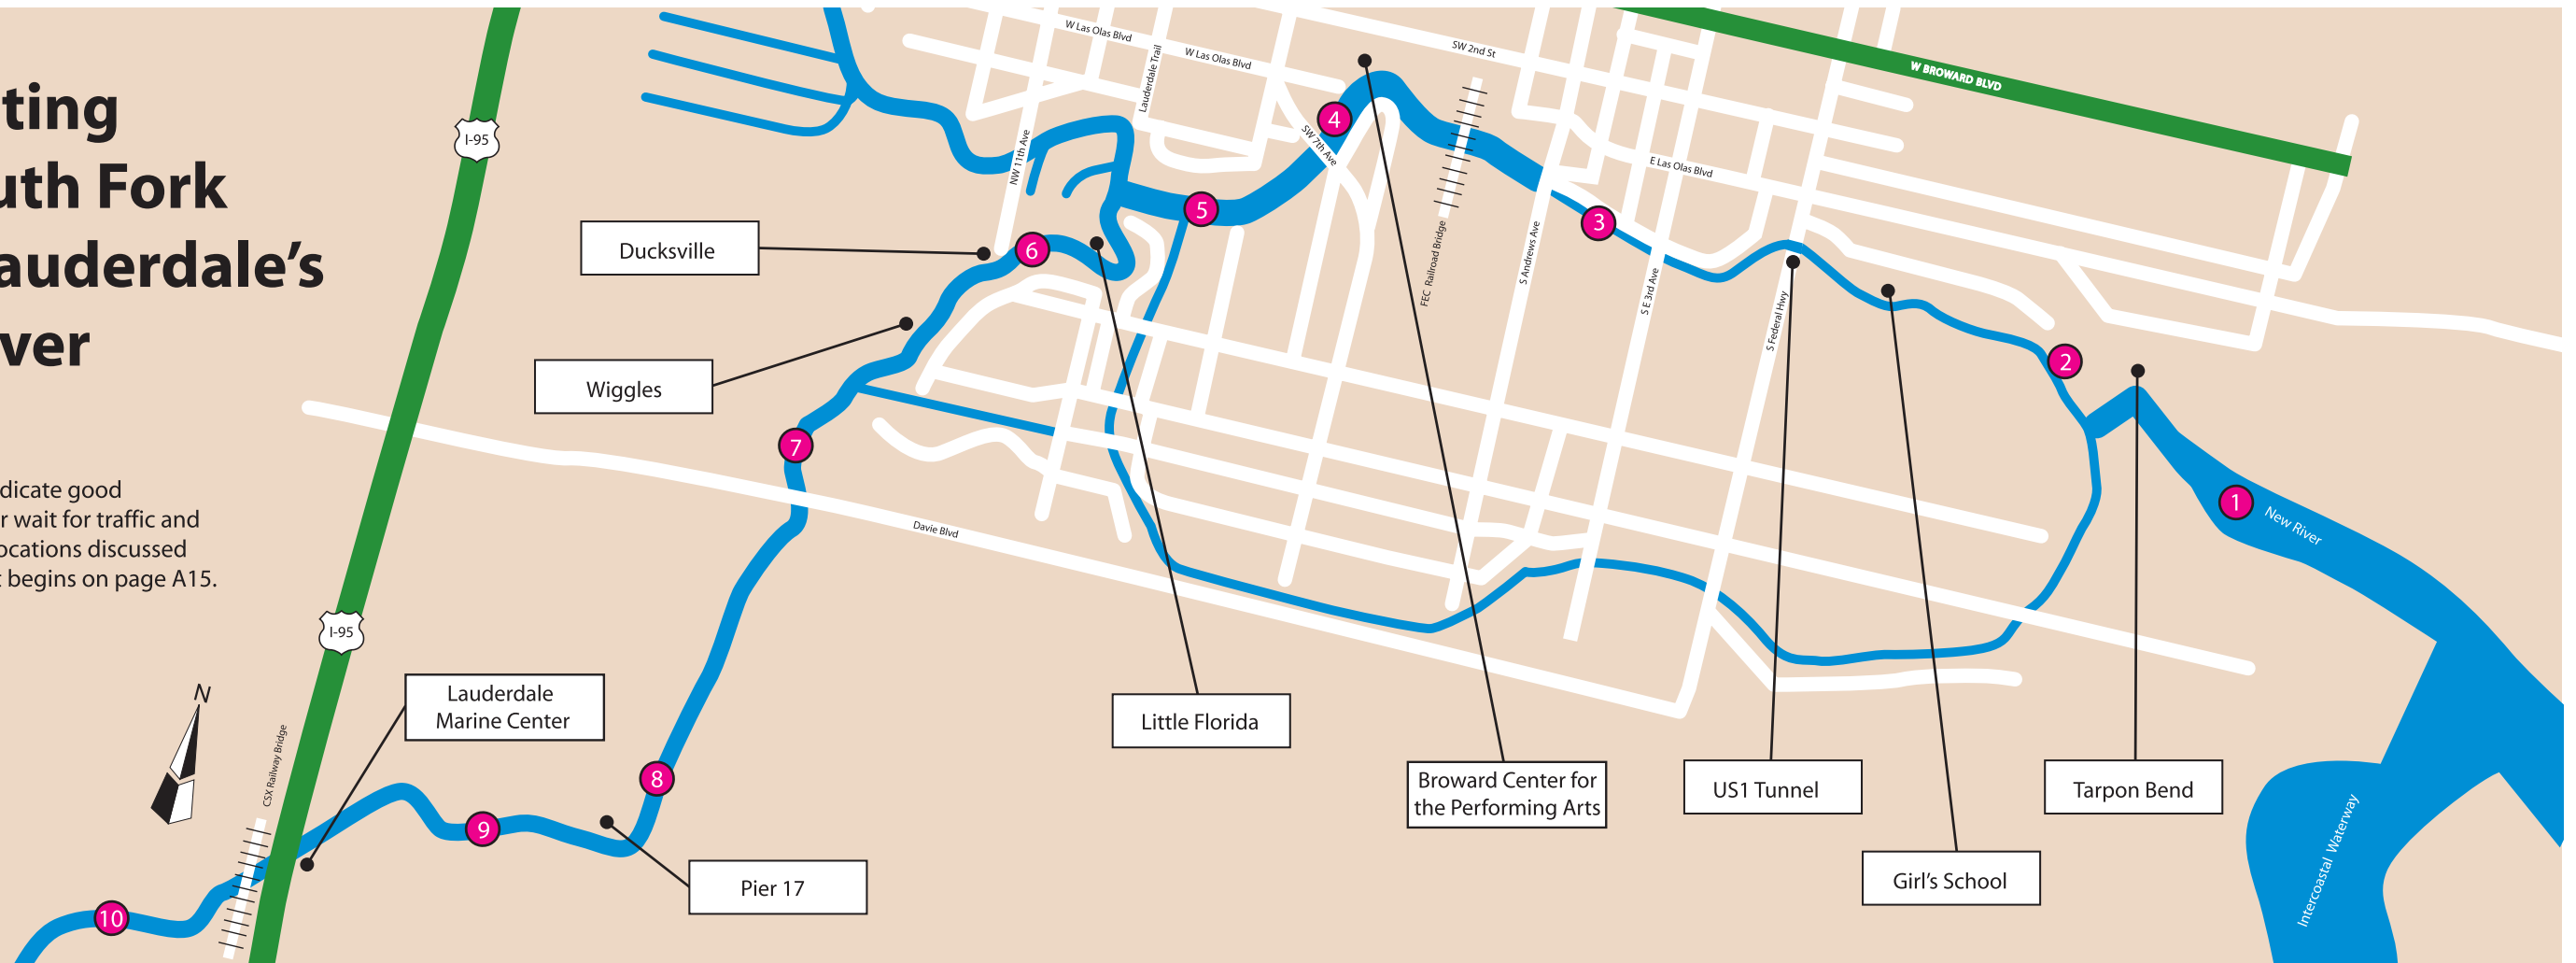 ting
uth Fork
auderdale’s
ver
dicate good
r wait for traffic and
ocations discussed
t begins on page A15.
I-95
I-95
N
CSX Railway Bridge
W Las Olas Blvd
W Las Olas Blvd
Lauderdale Trail
NW 11th Ave
SW 2nd St
SW 7th Ave
W BROWARD BLVD
E Las Olas Blvd
FEC Railroad Bridge
S Andrews Ave
S E 3rd Ave
S Federal Hwy
Davie Blvd
New River
Intercoastal Waterway
Ducksville
Wiggles
Lauderdale
Marine Center
Pier 17
Little Florida
Broward Center for
the Performing Arts
US1 Tunnel
Girl’s School
Tarpon Bend
1
2
3
4
5
6
7
8
9
10